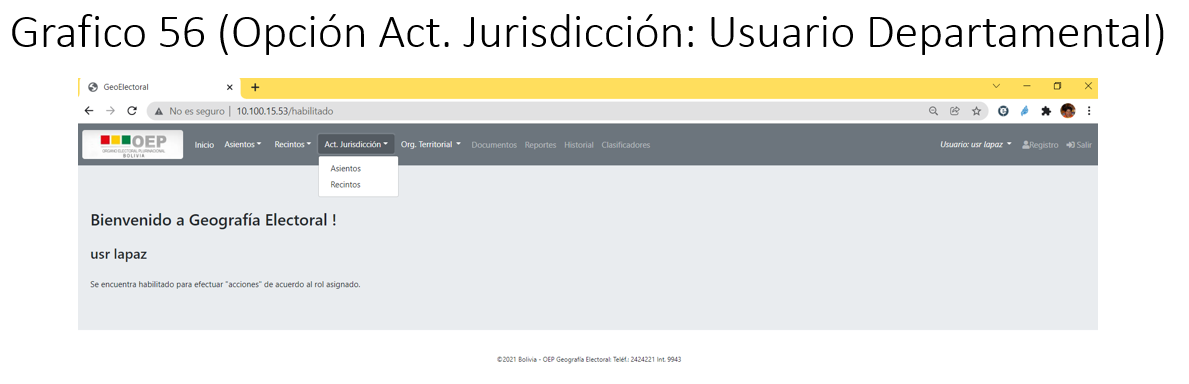 Grafico 56 (Opción Act. Jurisdicción: Usuario Departamental)
GeoElectoral
No es seguro | 10.100.15.53/habilitado
OEP
ÓRGANO ELECTORAL PLURINACIONAL
BOLIVIA
Inicio Asientos Recintos Act. Jurisdicción Org. Territorial Documentos Reportes Historial Clasificadores Usuario: usr lapaz Registro Salir
Asientos
Recintos
Bienvenido a Geografía Electoral !
usr lapaz
Se encuentra habilitado para efectuar "acciones" de acuerdo al rol asignado.
©2021 Bolivia - OEP Geografía Electoral: Teléf.: 2424221 Int. 9943